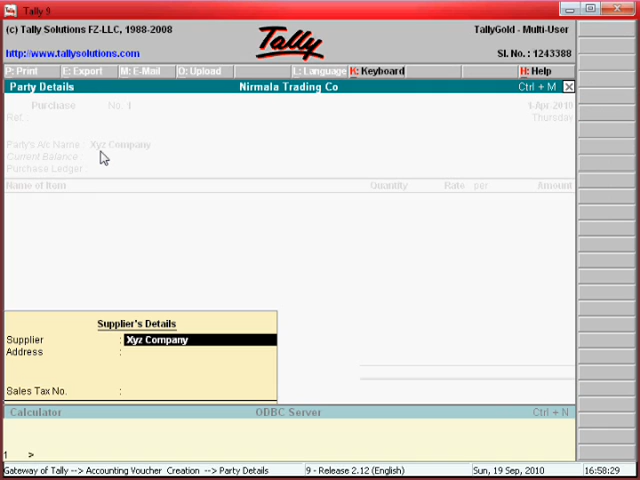 Tally 9
(c) Tally Solutions FZ-LLC, 1988-2008
TallyGold - Multi-User
Tally
http://www.tallysolutions.com
Sl. No. : 1243388
P: Print E: Export M: E-Mail O: Upload L: Language K: Keyboard H: Help
Party Details Nirmala Trading Co Ctrl + M
Purchase No. 1 1-Apr-2010
Ref.: Thursday
Party's A/c Name : Xyz Company
Current Balance :
Purchase Ledger :
Name of Item Quantity Rate per Amount
Supplier's Details
Supplier : Xyz Company
Address :
Sales Tax No. :
Calculator ODBC Server Ctrl + N
1 >
Gateway of Tally --> Accounting Voucher Creation --> Party Details 9 - Release 2.12 (English) Sun, 19 Sep, 2010 16:58:29